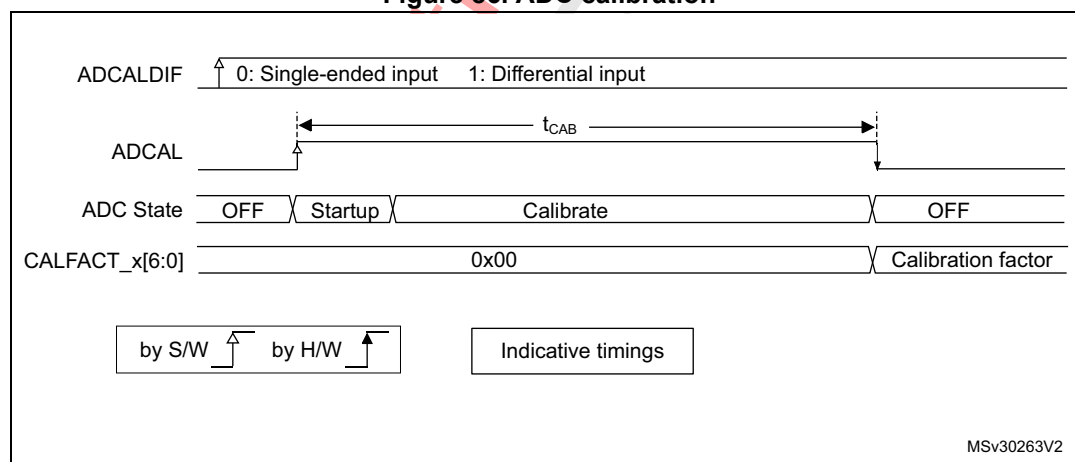 ADCALDIF 0: Single-ended input 1: Differential input
tCAB
ADCAL
ADC State OFF Startup Calibrate OFF
CALFACT_x[6:0] 0x00 Calibration factor
by S/W by H/W Indicative timings
MSv30263V2